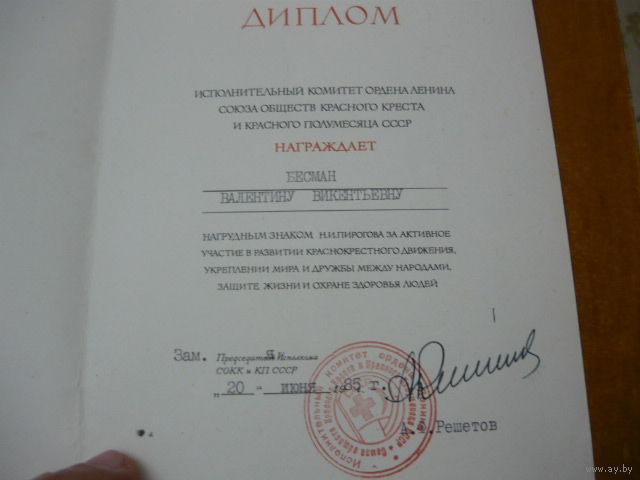 ДИПЛОМ
ИСПОЛНИТЕЛЬНЫЙ КОМИТЕТ ОРДЕНА ЛЕНИНА
СОЮЗА ОБЩЕСТВ КРАСНОГО КРЕСТА
И КРАСНОГО ПОЛУМЕСЯЦА СССР
НАГРАЖДАЕТ
БЕСМАН
ВАЛЕНТИНУ ВИКЕНТЬЕВНУ
НАГРУДНЫМ ЗНАКОМ Н.И.ПИРОГОВА ЗА АКТИВНОЕ
УЧАСТИЕ В РАЗВИТИИ КРАСНОКРЕСТНОГО ДВИЖЕНИЯ,
УКРЕПЛЕНИИ МИРА И ДРУЖБЫ МЕЖДУ НАРОДАМИ,
ЗАЩИТЕ ЖИЗНИ И ОХРАНЕ ЗДОРОВЬЯ ЛЮДЕЙ
Зам. Председателя Исполкома
СОКК и КП СССР
„20" июня 1985 г.
Решетов
www.ay.by